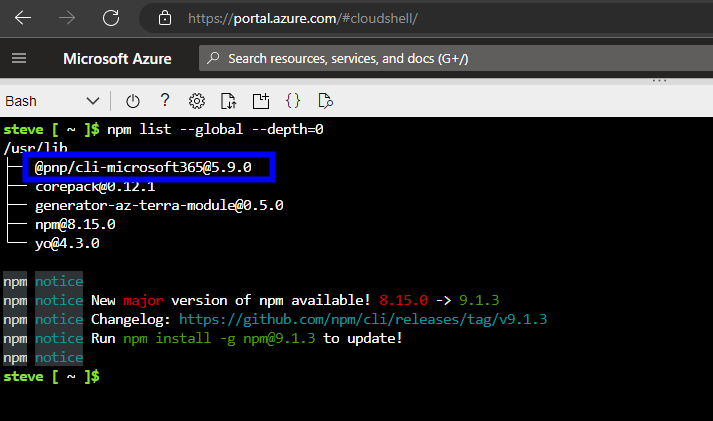 https://portal.azure.com/#cloudshell/
Microsoft Azure
Search resources, services, and docs (G+/)
Bash
steve [ ~ ]$ npm list --global --depth=0
/usr/lib
├── @pnp/cli-microsoft365@5.9.0
├── corepack@0.12.1
├── generator-az-terra-module@0.5.0
├── npm@8.15.0
└── yo@4.3.0
npm notice
npm notice New major version of npm available! 8.15.0 -> 9.1.3
npm notice Changelog: https://github.com/npm/cli/releases/tag/v9.1.3
npm notice Run npm install -g npm@9.1.3 to update!
npm notice
steve [ ~ ]$